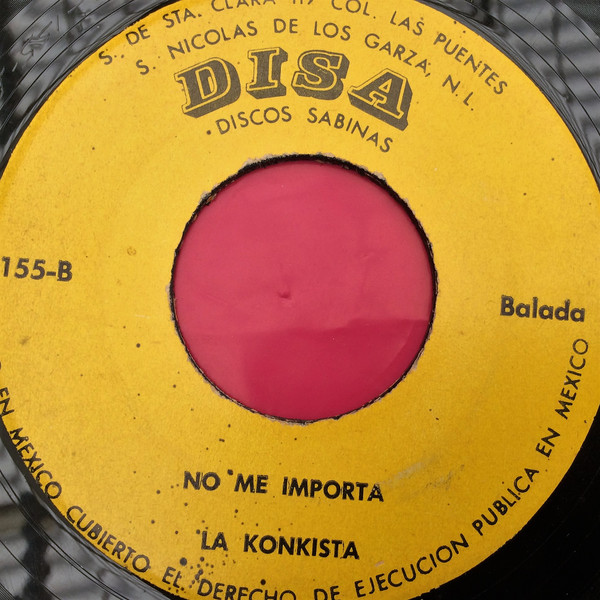 S. DE STA. CLARA 117 COL. LAS PUENTES
S. NICOLAS DE LOS GARZA, N.L.
DISA
DISCOS SABINAS
155-B
Balada
NO ME IMPORTA
LA KONKISTA
EN MEXICO CUBIERTO EL DERECHO DE EJECUCION PUBLICA EN MEXICO